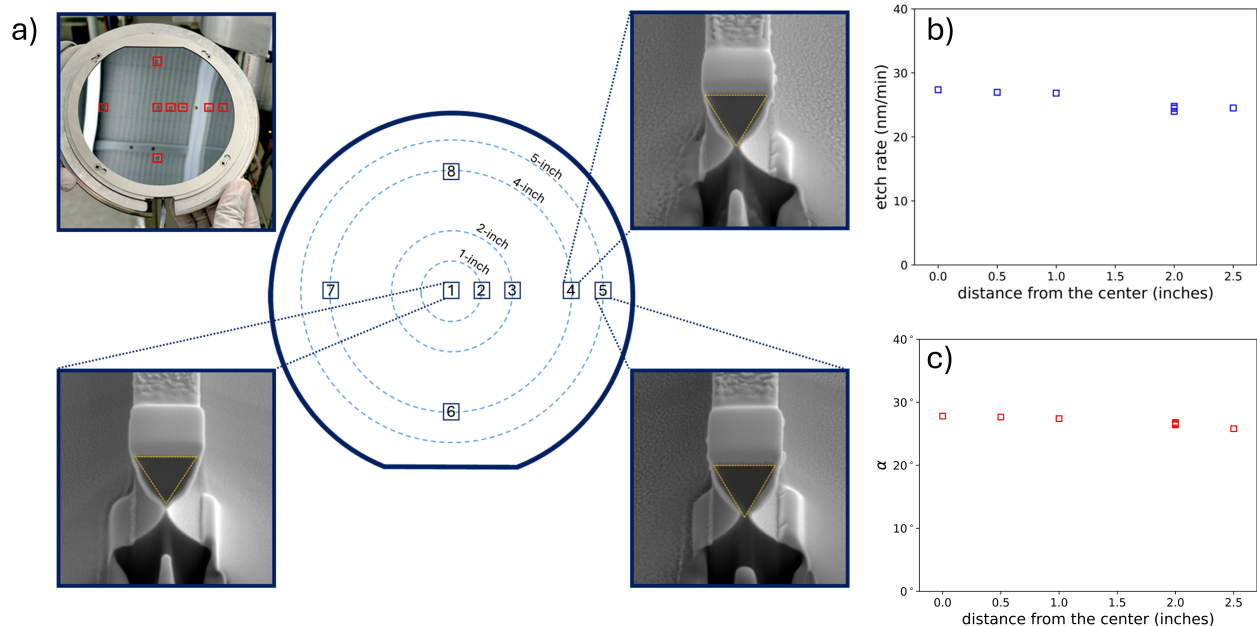 a)
5-inch
4-inch
2-inch
1-inch
8
7
1
2
3
4
5
6
b)
40
30
20
10
0
etch rate (nm/min)
0.0 0.5 1.0 1.5 2.0 2.5
distance from the center (inches)
c)
40°
30°
20°
10°
0°
α
0.0 0.5 1.0 1.5 2.0 2.5
distance from the center (inches)